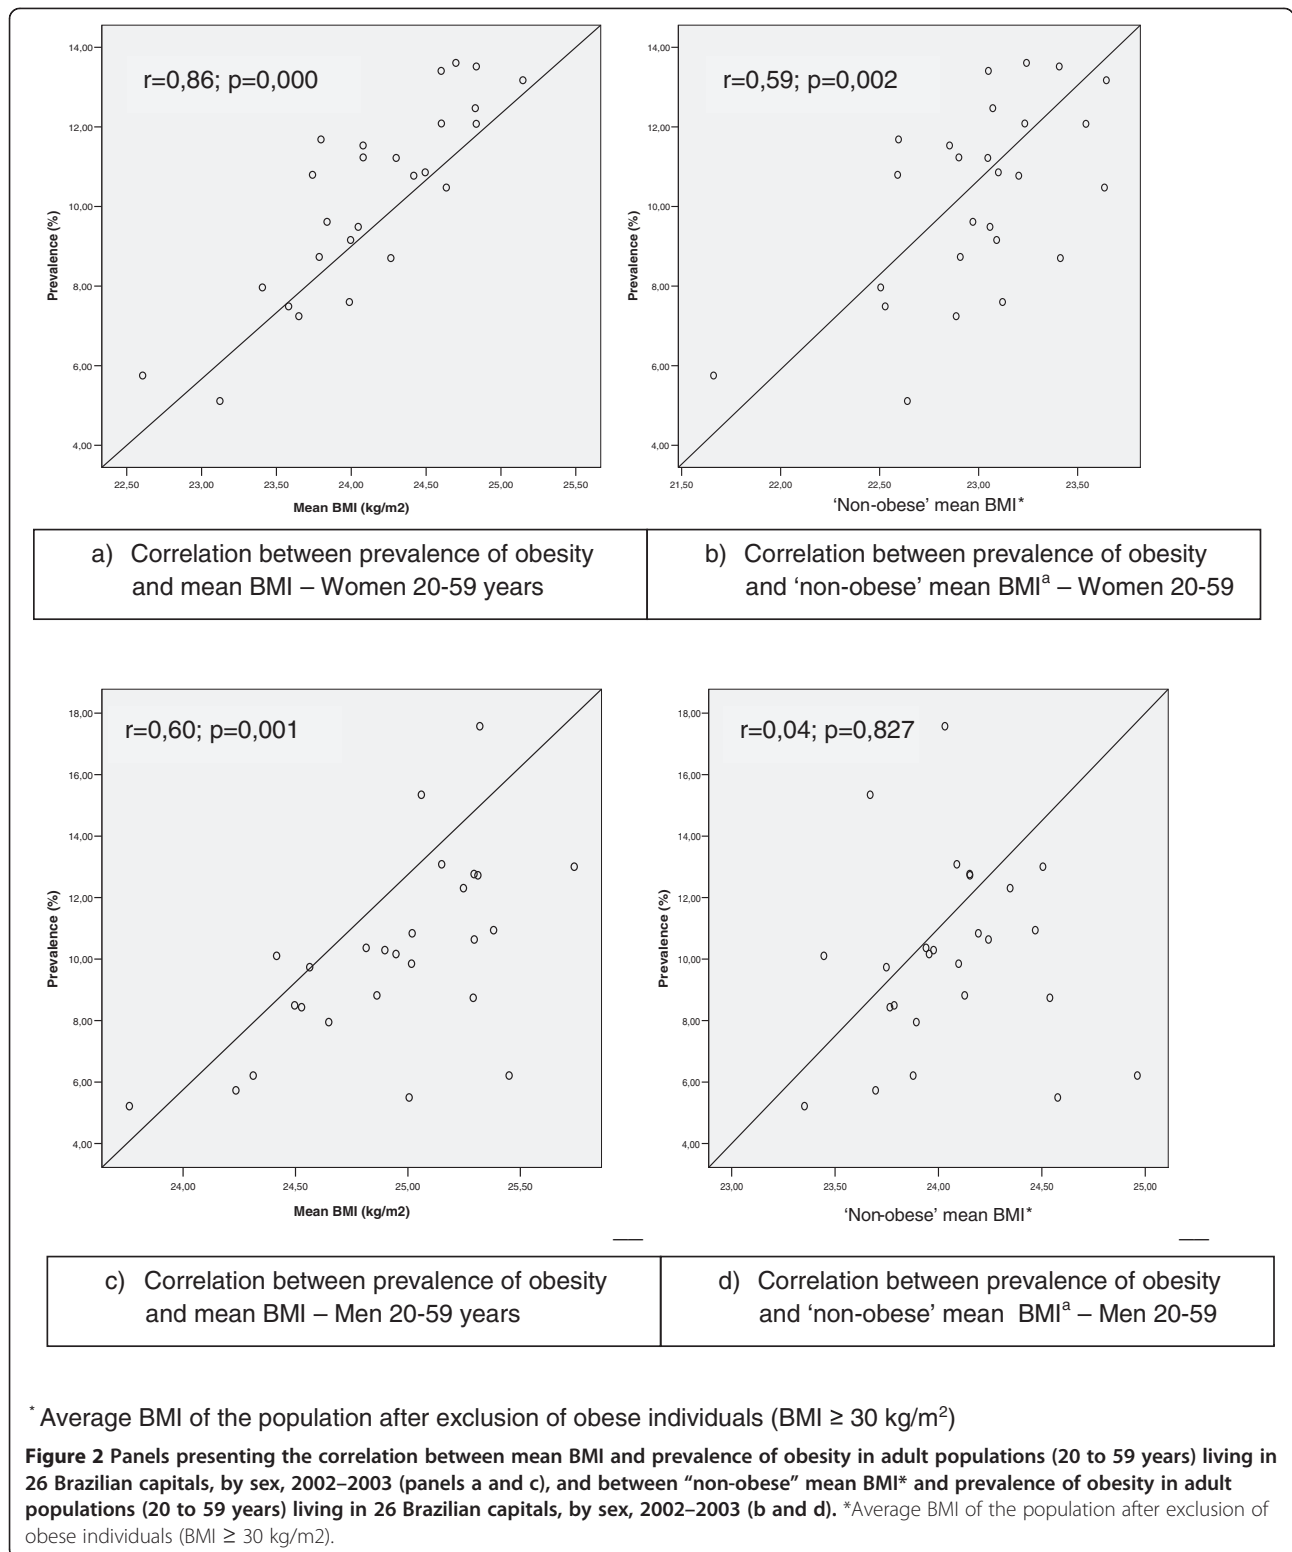 r=0,86; p=0,000
14,00
12,00
10,00
8,00
6,00
4,00
Prevalence (%)
22,50 23,00 23,50 24,00 24,50 25,00 25,50
Mean BMI (kg/m2)
r=0,59; p=0,002
14,00
12,00
10,00
8,00
6,00
4,00
Prevalence (%)
21,50 22,00 22,50 23,00 23,50
‘Non-obese’ mean BMI*
a) Correlation between prevalence of obesity
and mean BMI – Women 20-59 years
b) Correlation between prevalence of obesity
and ‘non-obese’ mean BMIᵃ – Women 20-59
r=0,60; p=0,001
18,00
16,00
14,00
12,00
10,00
8,00
6,00
4,00
Prevalence (%)
24,00 24,50 25,00 25,50
Mean BMI (kg/m2)
r=0,04; p=0,827
18,00
16,00
14,00
12,00
10,00
8,00
6,00
4,00
Prevalence (%)
23,00 23,50 24,00 24,50 25,00
‘Non-obese’ mean BMI*
c) Correlation between prevalence of obesity
and mean BMI – Men 20-59 years
d) Correlation between prevalence of obesity
and ‘non-obese’ mean BMIᵃ – Men 20-59
* Average BMI of the population after exclusion of obese individuals (BMI ≥ 30 kg/m²)
Figure 2 Panels presenting the correlation between mean BMI and prevalence of obesity in adult populations (20 to 59 years) living in
26 Brazilian capitals, by sex, 2002–2003 (panels a and c), and between “non-obese” mean BMI* and prevalence of obesity in adult
populations (20 to 59 years) living in 26 Brazilian capitals, by sex, 2002–2003 (b and d). *Average BMI of the population after exclusion of
obese individuals (BMI ≥ 30 kg/m2).